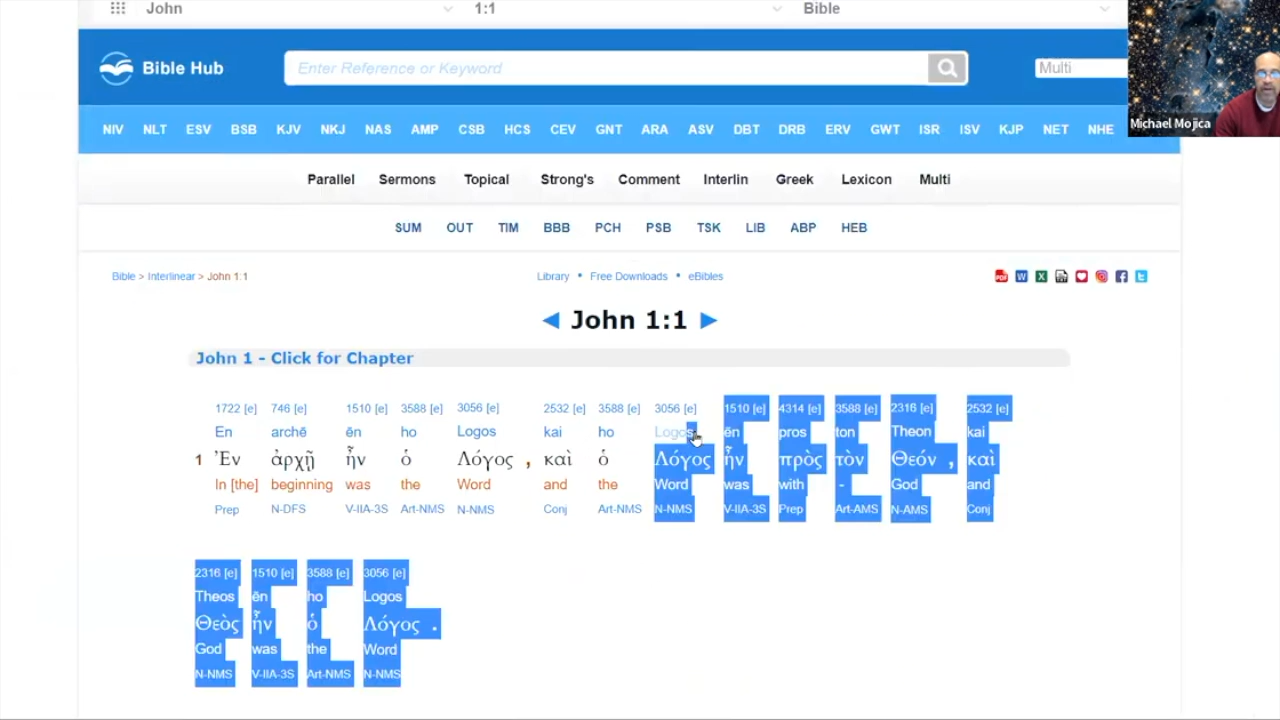 John 1:1 Bible
Bible Hub Enter Reference or Keyword Multi
NIV NLT ESV BSB KJV NKJ NAS AMP CSB HCS CEV GNT ARA ASV DBT DRB ERV GWT ISR ISV KJP NET NHE
Michael Mojica
Parallel Sermons Topical Strong's Comment Interlin Greek Lexicon Multi
SUM OUT TIM BBB PCH PSB TSK LIB ABP HEB
Bible > Interlinear > John 1:1 Library • Free Downloads • eBibles
◄ John 1:1 ►
John 1 - Click for Chapter
1722 [e] 746 [e] 1510 [e] 3588 [e] 3056 [e] 2532 [e] 3588 [e] 3056 [e] 1510 [e] 4314 [e] 3588 [e] 2316 [e] 2532 [e]
En archē ēn ho Logos kai ho Logos ēn pros ton Theon kai
1 Ἐν ἀρχῇ ἦν ὁ Λόγος , καὶ ὁ Λόγος ἦν πρὸς τὸν Θεόν , καὶ
In [the] beginning was the Word and the Word was with - God and
Prep N-DFS V-IIA-3S Art-NMS N-NMS Conj Art-NMS N-NMS V-IIA-3S Prep Art-AMS N-AMS Conj
2316 [e] 1510 [e] 3588 [e] 3056 [e]
Theos ēn ho Logos
Θεὸς ἦν ὁ Λόγος .
God was the Word
N-NMS V-IIA-3S Art-NMS N-NMS